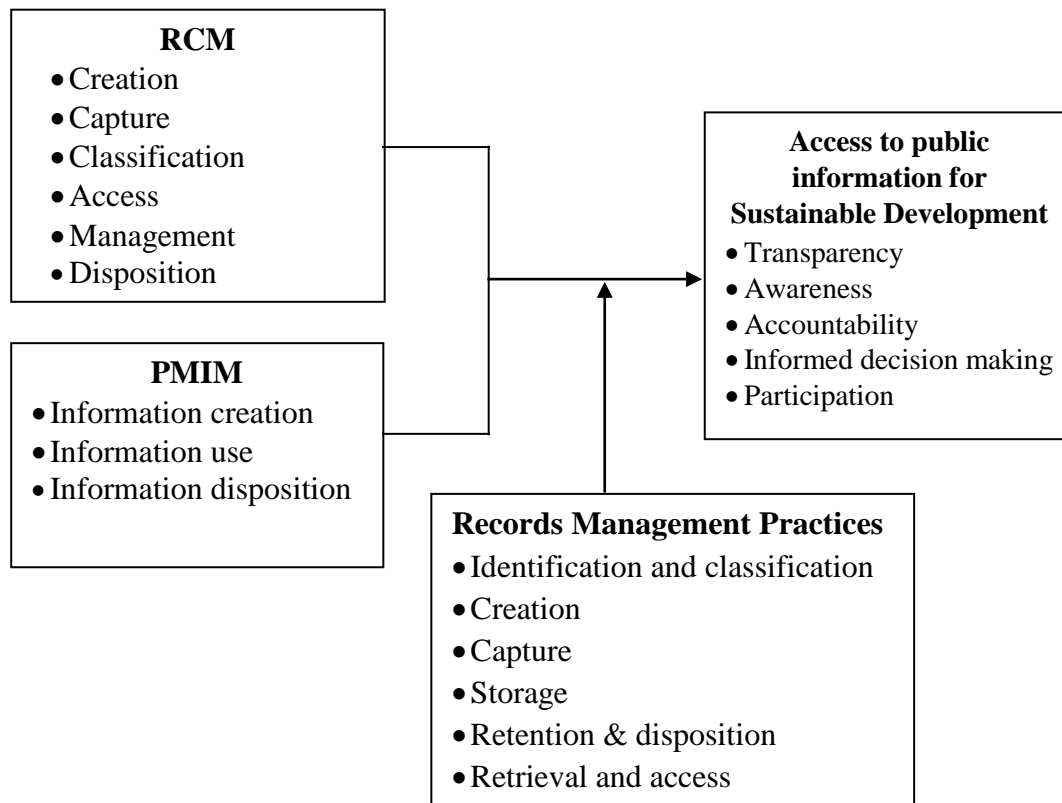 RCM
• Creation
• Capture
• Classification
• Access
• Management
• Disposition
PMIM
• Information creation
• Information use
• Information disposition
Access to public
information for
Sustainable Development
• Transparency
• Awareness
• Accountability
• Informed decision making
• Participation
Records Management Practices
• Identification and classification
• Creation
• Capture
• Storage
• Retention & disposition
• Retrieval and access